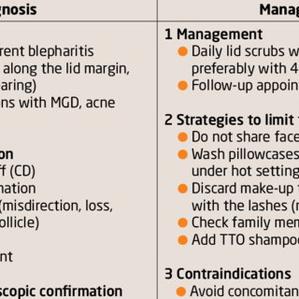 gnosis
rent blepharitis
along the lid margin,
aring)
ns with MGD, acne
on
f (CD)
nation
(misdirection, loss,
ollicle)
nt
scopic confirmation
Manag
1 Management
Daily lid scrubs w
preferably with 4
Follow-up appoin
2 Strategies to limit
Do not share face
Wash pillowcases
under hot setting
Discard make-up
with the lashes (
Check family mem
Add TTO shampoo
3 Contraindications
Avoid concomitan